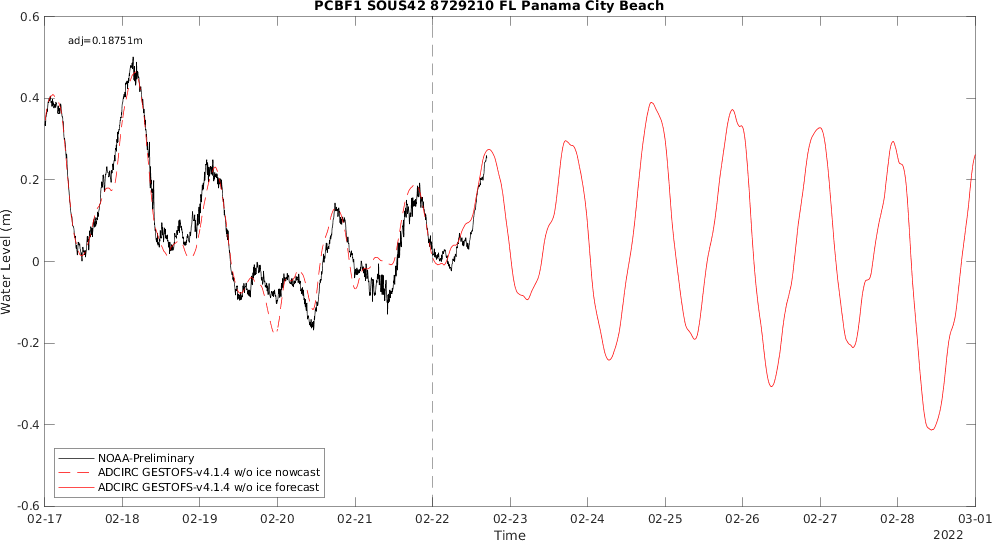 PCBF1 SOUS42 8729210 FL Panama City Beach
0.6
adj=0.18751m
0.4
0.2
0
-0.2
-0.4
-0.6
Water Level (m)
NOAA-Preliminary
ADCIRC GESTOFS-v4.1.4 w/o ice nowcast
ADCIRC GESTOFS-v4.1.4 w/o ice forecast
02-17 02-18 02-19 02-20 02-21 02-22 02-23 02-24 02-25 02-26 02-27 02-28 03-01
Time
2022